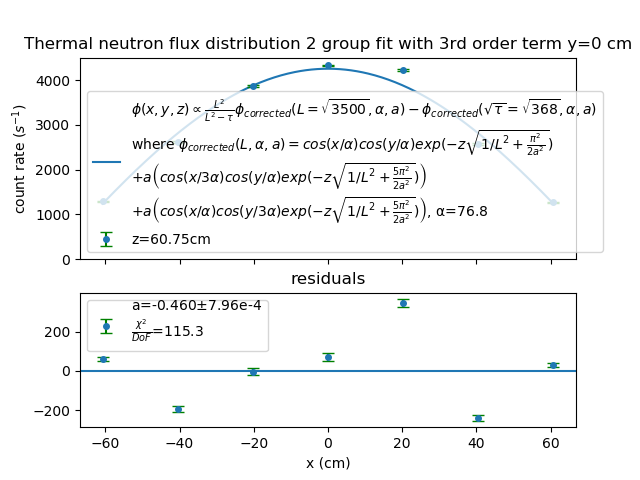 Thermal neutron flux distribution 2 group fit with 3rd order term y=0 cm
4000
3000
2000
1000
0
count rate (s⁻¹)
ϕ(x, y, z) ∝ L²/(L² − τ) ϕ_corrected(L = √3500, α, a) − ϕ_corrected(√τ = √368, α, a)
where ϕ_corrected(L, α, a) = cos(x/α)cos(y/α)exp(−z√(1/L² + π²/2a²))
+a(cos(x/3α)cos(y/α)exp(−z√(1/L² + 5π²/2a²)))
+a(cos(x/α)cos(y/3α)exp(−z√(1/L² + 5π²/2a²))), α=76.8
z=60.75cm
residuals
200
0
−200
a=-0.460±7.96e-4
χ²/DoF=115.3
−60 −40 −20 0 20 40 60
x (cm)